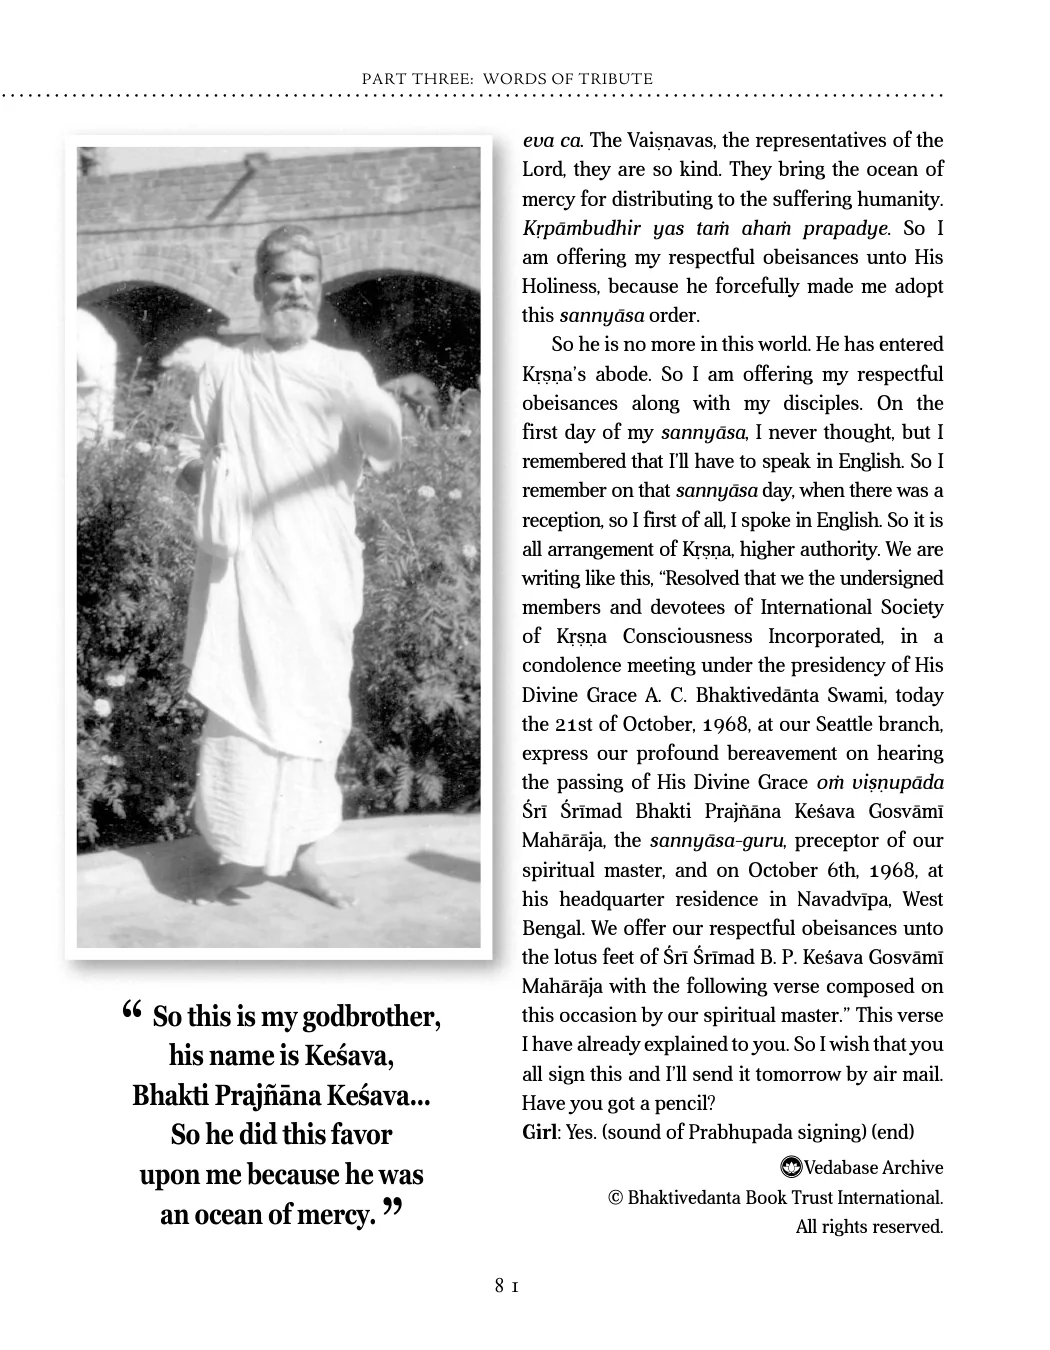 PART THREE: WORDS OF TRIBUTE
eva ca. The Vaiṣṇavas, the representatives of the
Lord, they are so kind. They bring the ocean of
mercy for distributing to the suffering humanity.
Kṛpāmbudhir yas taṁ ahaṁ prapadye. So I
am offering my respectful obeisances unto His
Holiness, because he forcefully made me adopt
this sannyāsa order.
So he is no more in this world. He has entered
Kṛṣṇa’s abode. So I am offering my respectful
obeisances along with my disciples. On the
first day of my sannyāsa, I never thought, but I
remembered that I’ll have to speak in English. So I
remember on that sannyāsa day, when there was a
reception, so I first of all, I spoke in English. So it is
all arrangement of Kṛṣṇa, higher authority. We are
writing like this, “Resolved that we the undersigned
members and devotees of International Society
of Kṛṣṇa Consciousness Incorporated, in a
condolence meeting under the presidency of His
Divine Grace A. C. Bhaktivedānta Swami, today
the 21st of October, 1968, at our Seattle branch,
express our profound bereavement on hearing
the passing of His Divine Grace oṁ viṣṇupāda
Śrī Śrīmad Bhakti Prajñāna Keśava Gosvāmī
Mahārāja, the sannyāsa-guru, preceptor of our
spiritual master, and on October 6th, 1968, at
his headquarter residence in Navadvīpa, West
Bengal. We offer our respectful obeisances unto
the lotus feet of Śrī Śrīmad B. P. Keśava Gosvāmī
Mahārāja with the following verse composed on
this occasion by our spiritual master.” This verse
I have already explained to you. So I wish that you
all sign this and I’ll send it tomorrow by air mail.
Have you got a pencil?
Girl: Yes. (sound of Prabhupada signing) (end)
Vedabase Archive
© Bhaktivedanta Book Trust International.
All rights reserved.
“ So this is my godbrother,
his name is Keśava,
Bhakti Prajñāna Keśava...
So he did this favor
upon me because he was
an ocean of mercy. ”
81